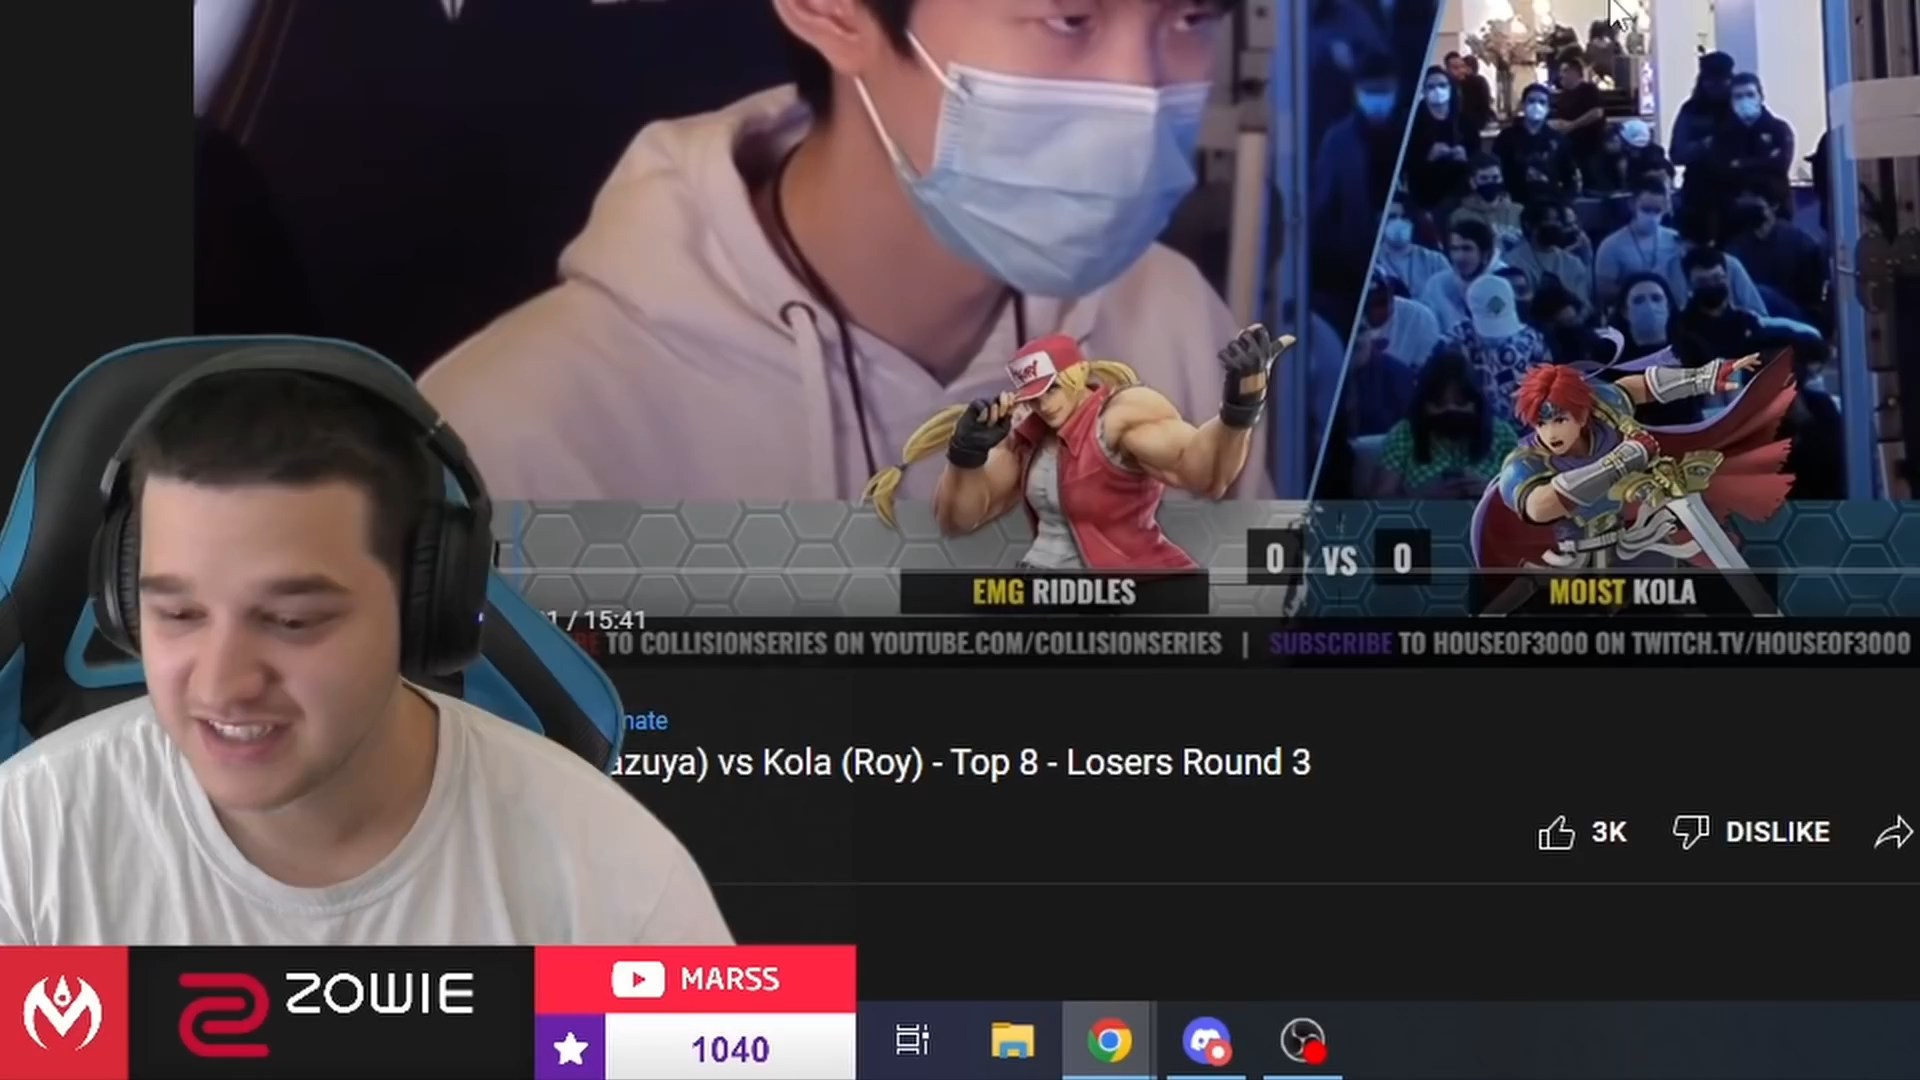 0 VS 0
EMG RIDDLES
MOIST KOLA
1 / 15:41
TO COLLISIONSERIES ON YOUTUBE.COM/COLLISIONSERIES | SUBSCRIBE TO HOUSEOF3000 ON TWITCH.TV/HOUSEOF3000
mate
azuya) vs Kola (Roy) - Top 8 - Losers Round 3
3K
DISLIKE
ZOWIE
MARSS
1040